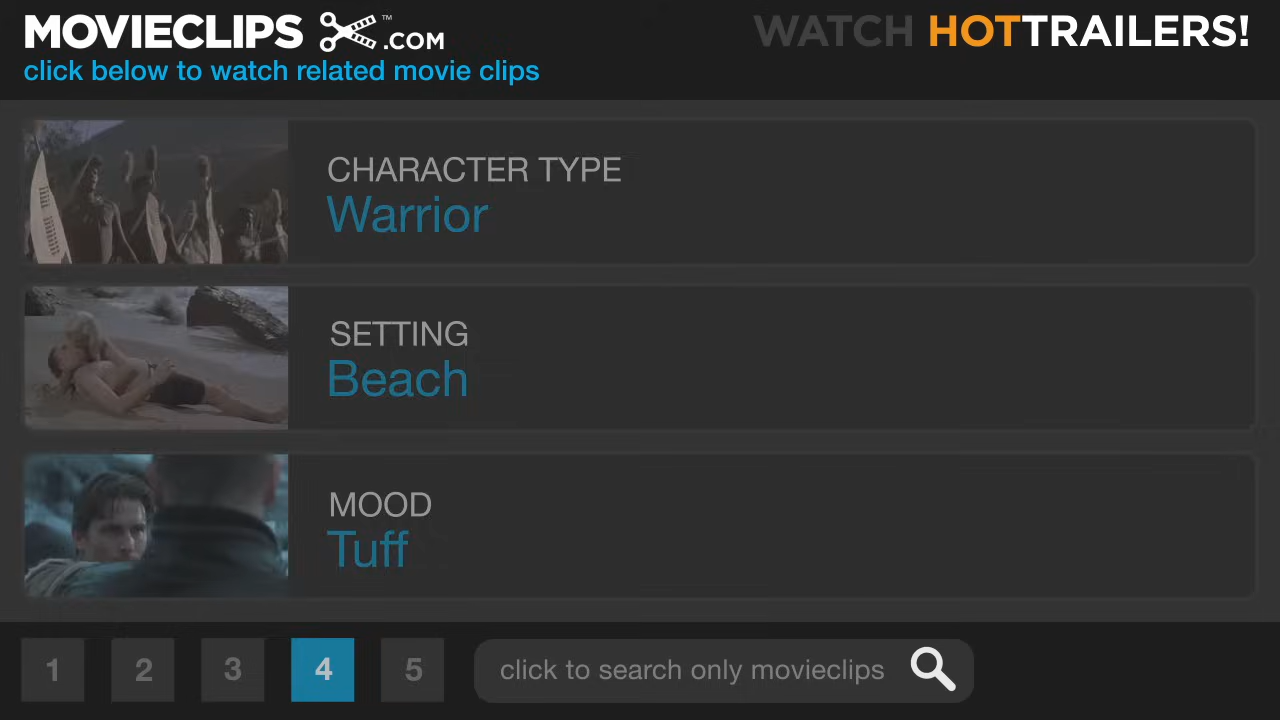 MOVIECLIPS ™ .COM
WATCH HOTTRAILERS!
click below to watch related movie clips
CHARACTER TYPE
Warrior
SETTING
Beach
MOOD
Tuff
1 2 3 4 5
click to search only movieclips